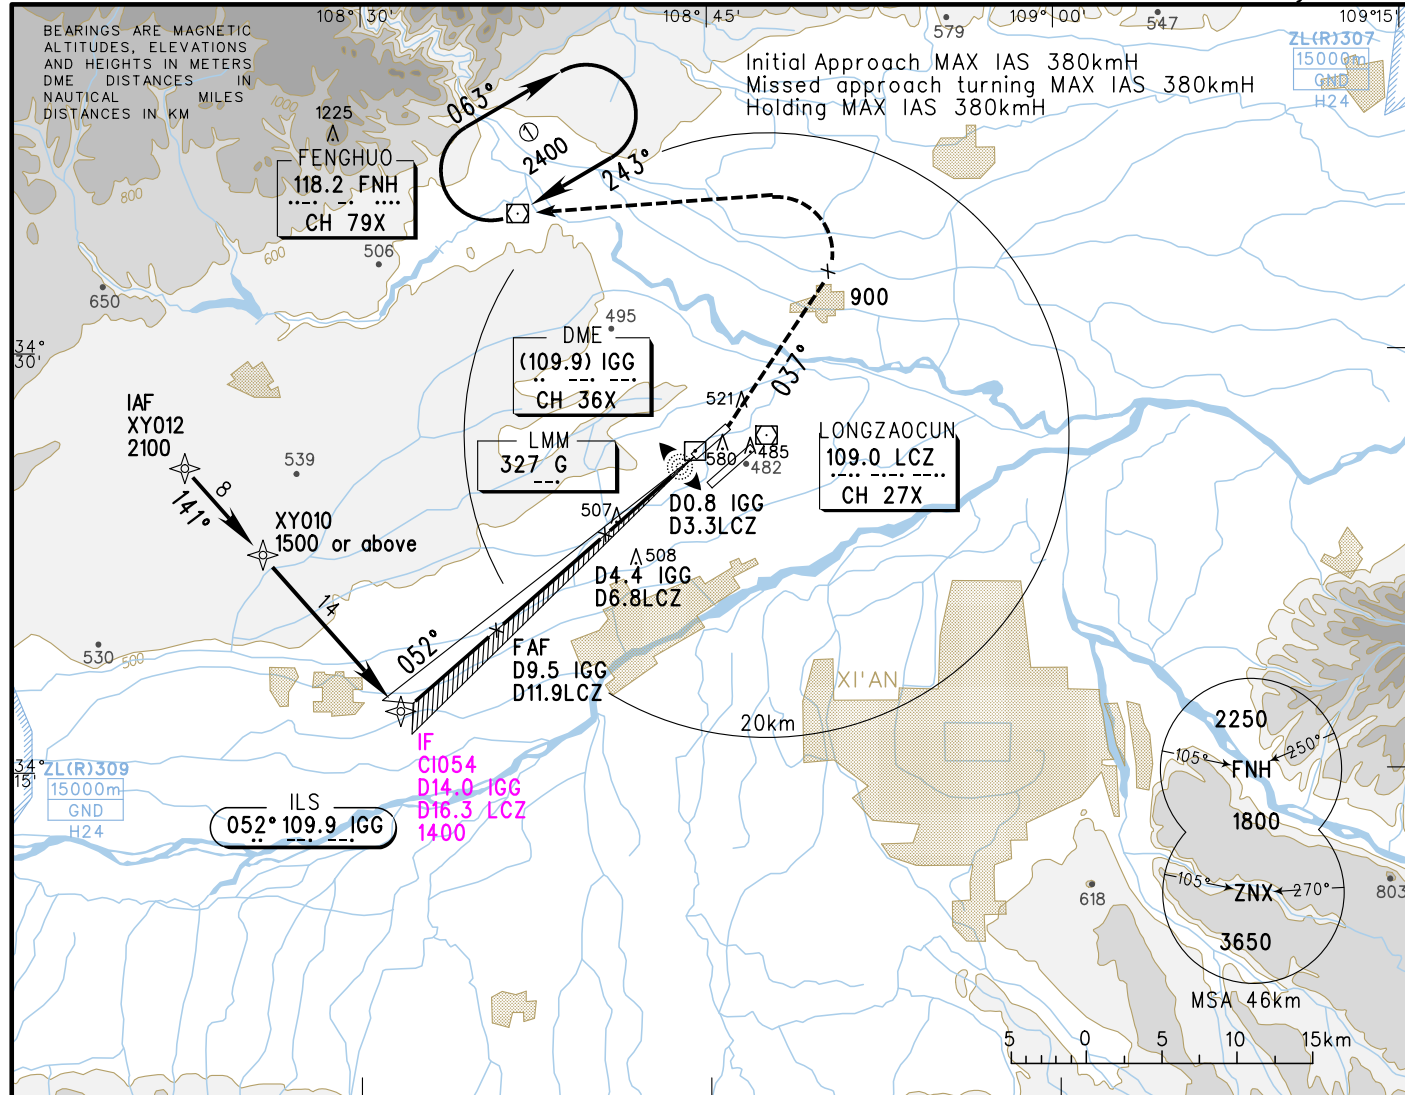 108° 30'
108° 45'
109° 00'
109° 15'
BEARINGS ARE MAGNETIC
ALTITUDES, ELEVATIONS
AND HEIGHTS IN METERS
DME DISTANCES IN
NAUTICAL MILES
DISTANCES IN KM
579
547
Initial Approach MAX IAS 380kmH
Missed approach turning MAX IAS 380kmH
Holding MAX IAS 380kmH
ZL(R)307
15000m
GND
H24
1000
1225
063°
1
2400
243°
FENGHUO
118.2 FNH
CH 79X
800
600
506
650
900
495
DME
(109.9) IGG
CH 36X
34°
30'
037°
521
IAF
XY012
2100
LMM
327 G
580
485
482
LONGZAOCUN
109.0 LCZ
CH 27X
539
8
141°
D0.8 IGG
D3.3LCZ
507
XY010
1500 or above
508
D4.4 IGG
D6.8LCZ
14
052°
530
500
FAF
D9.5 IGG
D11.9LCZ
XI'AN
20km
IF
CI054
D14.0 IGG
D16.3 LCZ
1400
34°
15'
ZL(R)309
15000m
GND
H24
ILS
052° 109.9 IGG
2250
105°
250°
FNH
1800
105°
ZNX
270°
3650
618
803
MSA 46km
5 0 5 10 15km